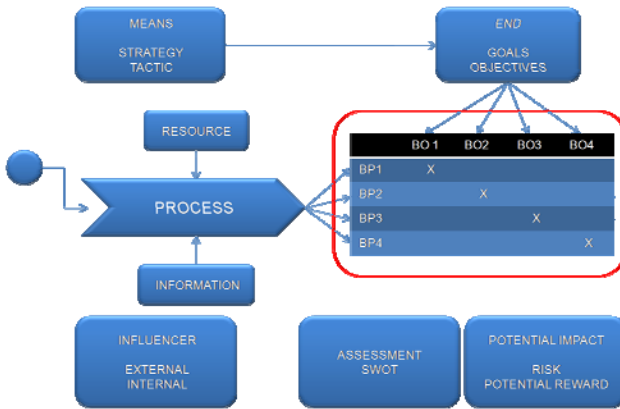 MEANS
STRATEGY
TACTIC
END
GOALS
OBJECTIVES
RESOURCE
BO 1 BO2 BO3 BO4
BP1 X
BP2 X
BP3 X
BP4 X
PROCESS
INFORMATION
INFLUENCER
EXTERNAL
INTERNAL
ASSESSMENT
SWOT
POTENTIAL IMPACT
RISK
POTENTIAL REWARD